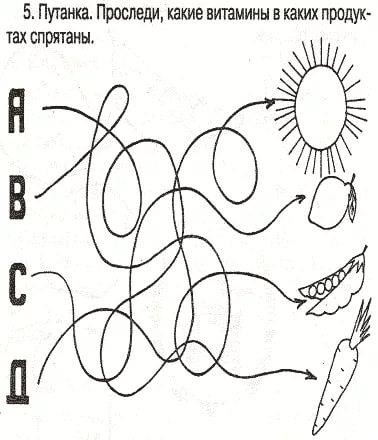 5. Путанка. Проследи, какие витамины в каких продук-
тах спрятаны.
А
В
С
Д